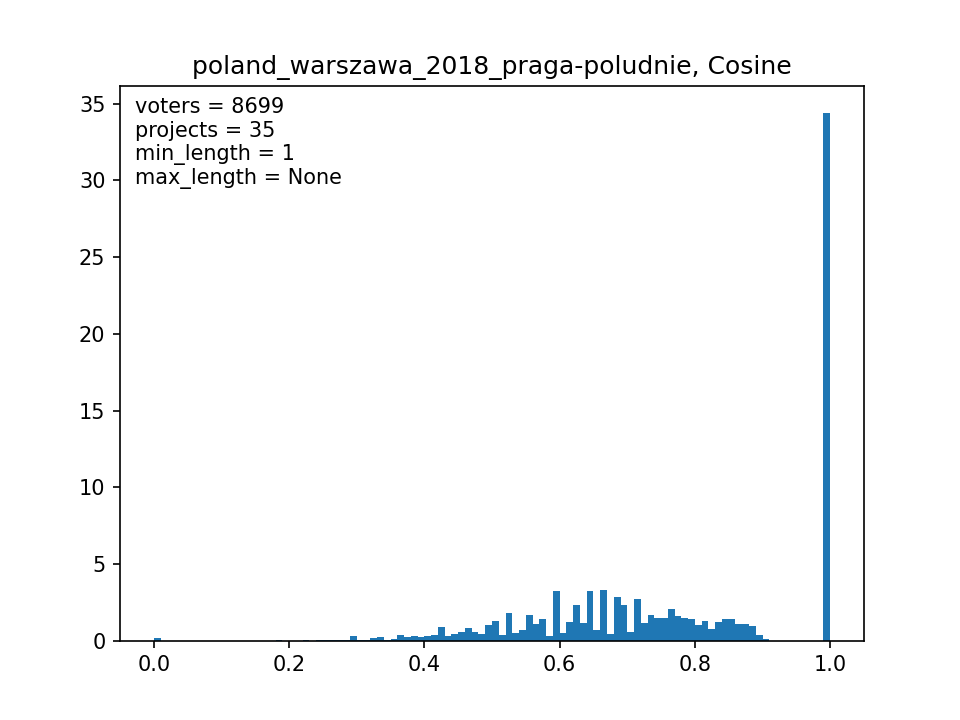 poland_warszawa_2018_praga-poludnie, Cosine
voters = 8699
projects = 35
min_length = 1
max_length = None
35
30
25
20
15
10
5
0
0.0 0.2 0.4 0.6 0.8 1.0